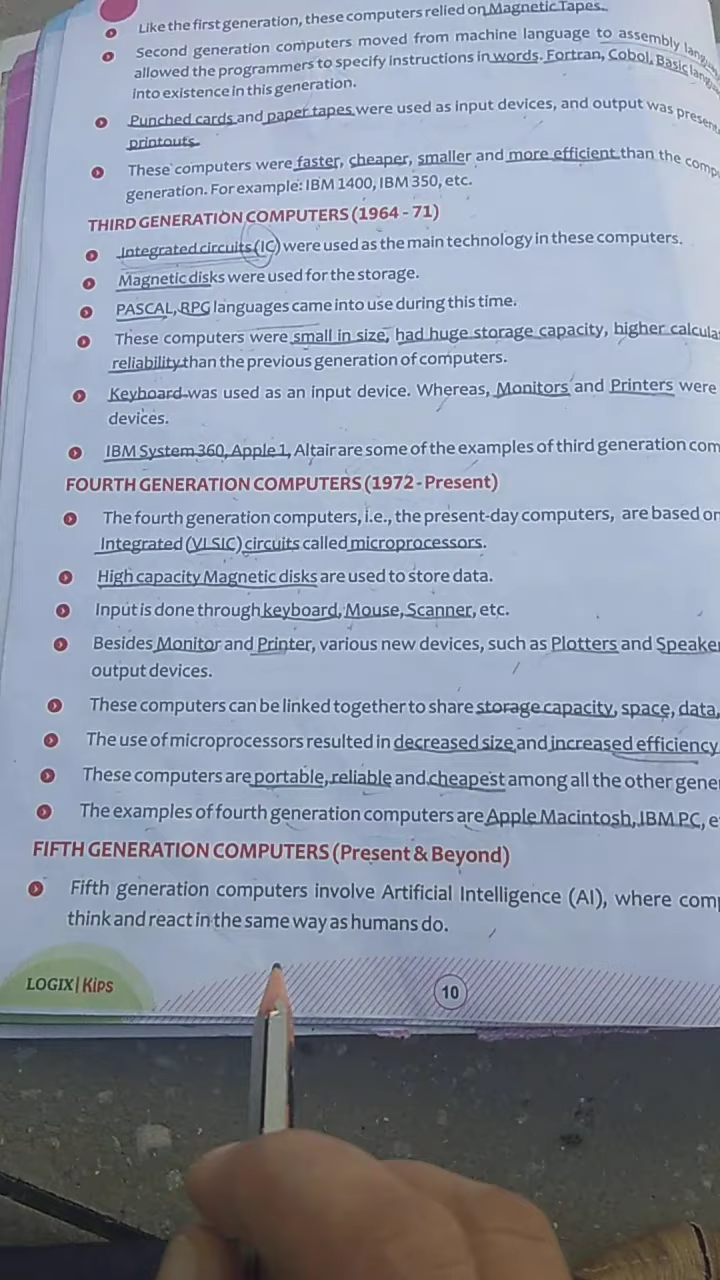 Like the first generation, these computers relied on Magnetic Tapes.
Second generation computers moved from machine language to assembly
allowed the programmers to specify instructions in words. Fortran, Cobol, Basic
into existence in this generation.
Punched cards and paper tapes were used as input devices, and output was
printouts.
These computers were faster, cheaper, smaller and more efficient than the
generation. For example: IBM 1400, IBM 350, etc.
THIRD GENERATION COMPUTERS (1964 - 71)
Integrated circuits (IC) were used as the main technology in these computers.
Magnetic disks were used for the storage.
PASCAL, RPG languages came into use during this time.
These computers were small in size, had huge storage capacity, higher
reliability than the previous generation of computers.
Keyboard was used as an input device. Whereas, Monitors and Printers were
devices.
IBM System 360, Apple 1, Altair are some of the examples of third generation com
FOURTH GENERATION COMPUTERS (1972 - Present)
The fourth generation computers, i.e., the present-day computers, are based on
Integrated (VLSIC) circuits called microprocessors.
High capacity Magnetic disks are used to store data.
Input is done through keyboard, Mouse, Scanner, etc.
Besides Monitor and Printer, various new devices, such as Plotters and Speake
output devices.
These computers can be linked together to share storage capacity, space, data,
The use of microprocessors resulted in decreased size and increased efficiency
These computers are portable, reliable and cheapest among all the other gene
The examples of fourth generation computers are Apple Macintosh, IBM PC, e
FIFTH GENERATION COMPUTERS (Present & Beyond)
Fifth generation computers involve Artificial Intelligence (AI), where com
think and react in the same way as humans do.
LOGIX | Kips
10